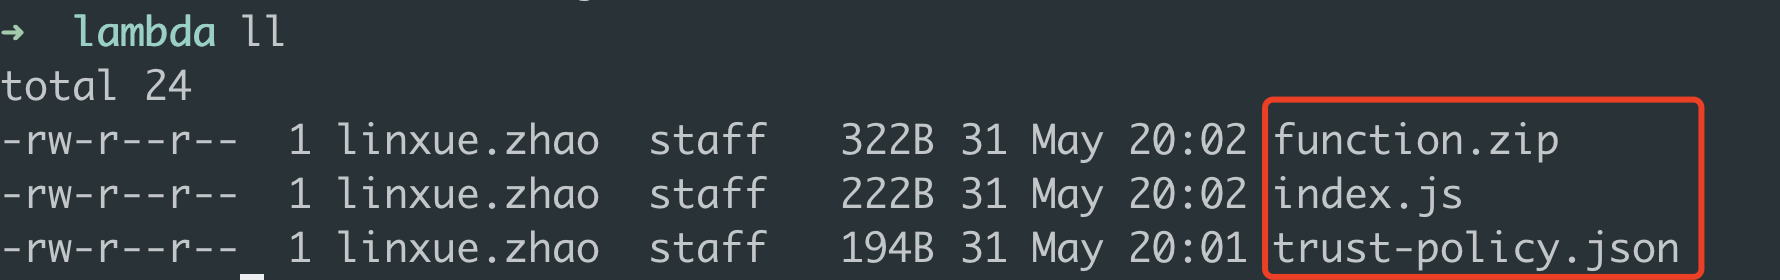 ➜  lambda ll
total 24
-rw-r--r--  1 linxue.zhao  staff   322B 31 May 20:02 function.zip
-rw-r--r--  1 linxue.zhao  staff   222B 31 May 20:02 index.js
-rw-r--r--  1 linxue.zhao  staff   194B 31 May 20:01 trust-policy.json